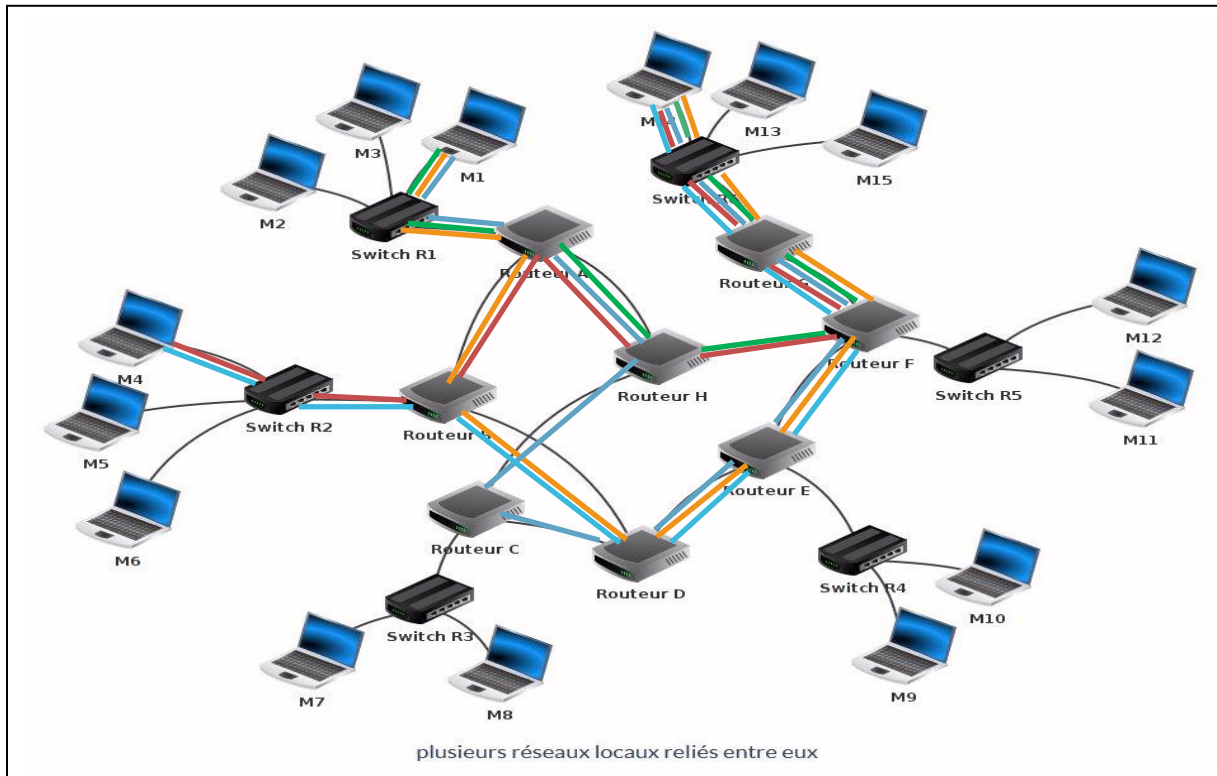 M13
M3
M15
M1
M2
Switch R1
M12
M4
Routeur F
Routeur H
Switch R5
Switch R2
M11
M5
Routeur E
M6
Routeur C
Switch R4
Routeur D
M10
Switch R3
M7
M9
M8
plusieurs réseaux locaux reliés entre eux